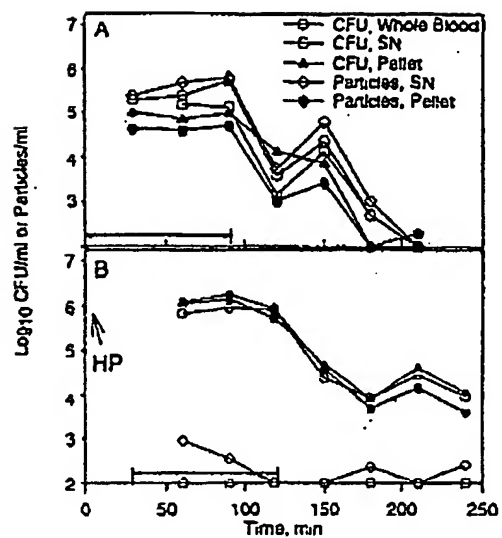 A
CFU, Whole Blood
CFU, SN
CFU, Pellet
Particles, SN
Particles, Pellet
7
6
5
4
3
Log10 CFU/ml or Particles/ml
B
HP
7
6
5
4
3
2
0 50 100 150 200 250
Time, min